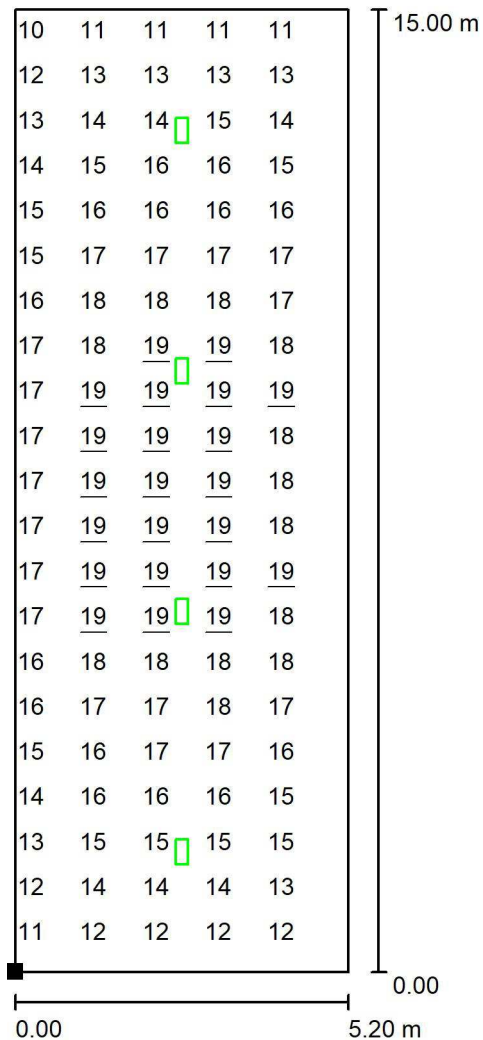 10 11 11 11 11
15.00 m
12 13 13 13 13
13 14 14 15 14
14 15 16 16 15
15 16 16 16 16
15 17 17 17 17
16 18 18 18 17
17 18 19 19 18
17 19 19 19 19
17 19 19 19 18
17 19 19 19 18
17 19 19 19 18
17 19 19 19 19
17 19 19 19 18
16 18 18 18 18
16 17 17 18 17
15 16 17 17 16
14 16 16 16 15
13 15 15 15 15
12 14 14 14 13
11 12 12 12 12
0.00
0.00 5.20 m